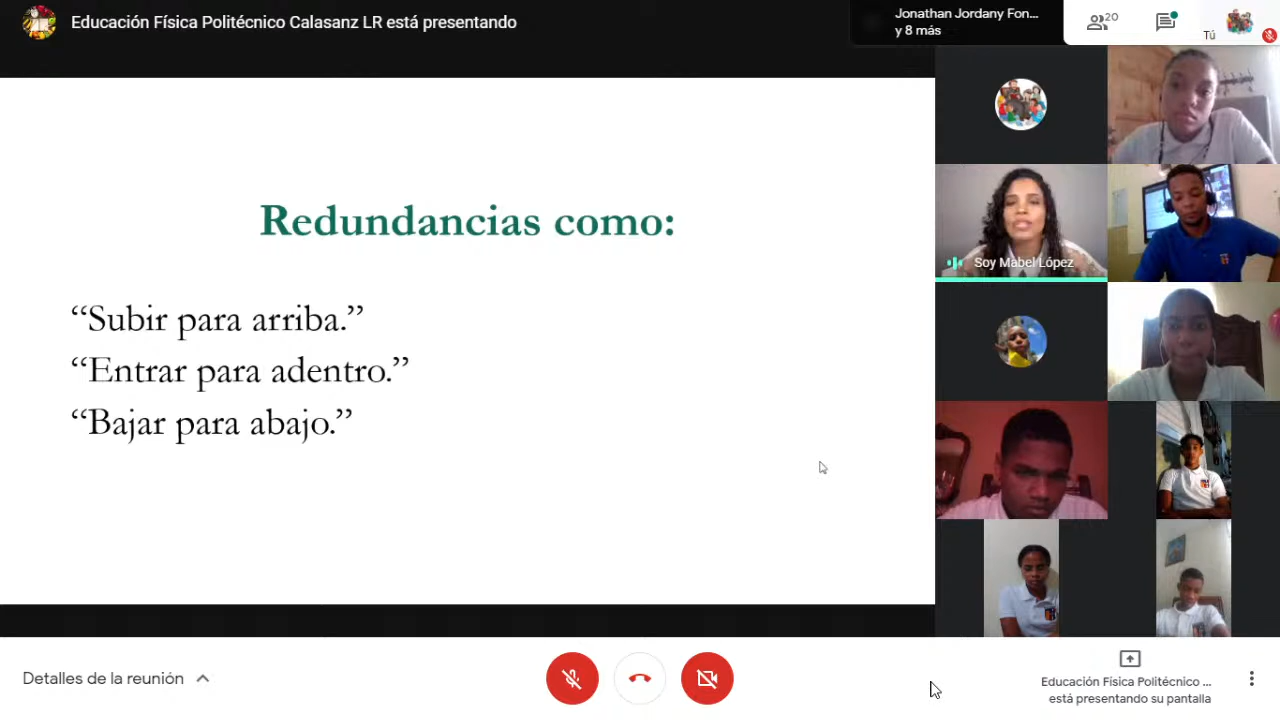 Educación Física Politécnico Calasanz LR está presentando
Jonathan Jordany Fon...
y 8 más
20
Tú
Redundancias como:
“Subir para arriba.”
“Entrar para adentro.”
“Bajar para abajo.”
Soy Mabel López
Detalles de la reunión
Educación Física Politécnico ...
está presentando su pantalla